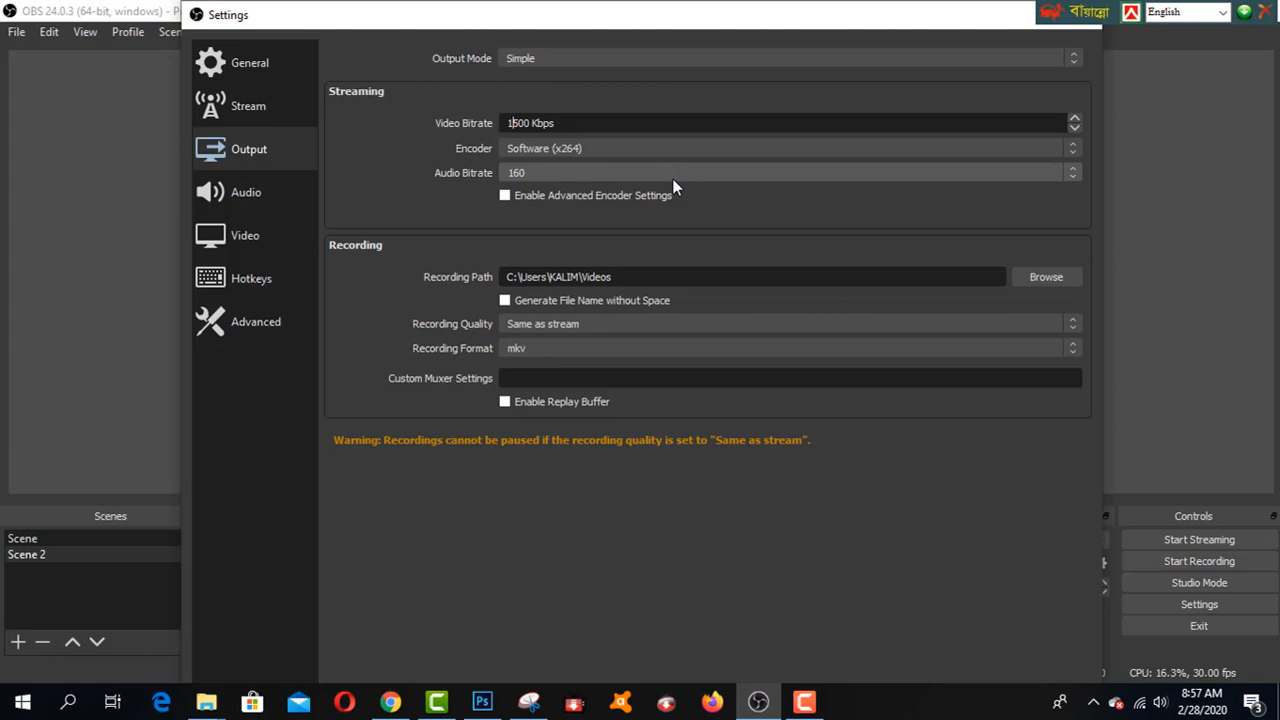 OBS 24.0.3 (64-bit, windows) - P
Settings
বায়ান্নো
English
File Edit View Profile Scen
General
Stream
Output
Audio
Video
Hotkeys
Advanced
Output Mode Simple
Streaming
Video Bitrate 1500 Kbps
Encoder Software (x264)
Audio Bitrate 160
Enable Advanced Encoder Settings
Recording
Recording Path C:\Users\KALIM\Videos Browse
Generate File Name without Space
Recording Quality Same as stream
Recording Format mkv
Custom Muxer Settings
Enable Replay Buffer
Warning: Recordings cannot be paused if the recording quality is set to "Same as stream".
Scenes
Scene
Scene 2
Controls
Start Streaming
Start Recording
Studio Mode
Settings
Exit
0 CPU: 16.3%, 30.00 fps
8:57 AM
2/28/2020
3